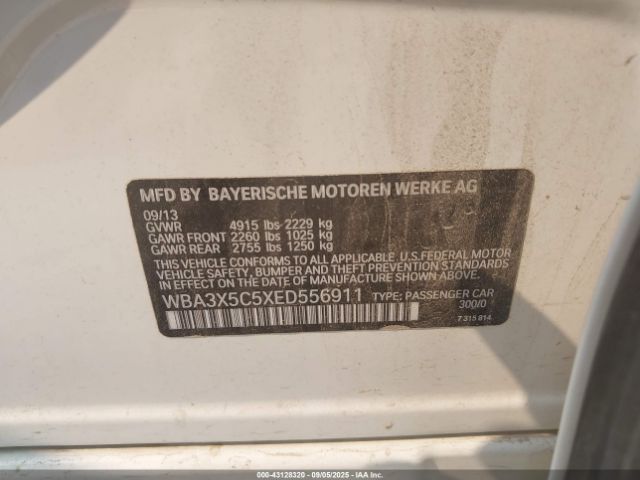 MFD BY BAYERISCHE MOTOREN WERKE AG
09/13
GVWR 4915 lbs 2229 kg
GAWR FRONT 2260 lbs 1025 kg
GAWR REAR 2755 lbs 1250 kg
THIS VEHICLE CONFORMS TO ALL APPLICABLE, U.S.FEDERAL MOTOR
VEHICLE SAFETY, BUMPER AND THEFT PREVENTION STANDARDS
IN EFFECT ON THE DATE OF MANUFACTURE SHOWN ABOVE.
WBA3X5C5XED556911 TYPE: PASSENGER CAR
300/0
7 315 814
000-43128320 - 09/05/2025 - IAAI.com